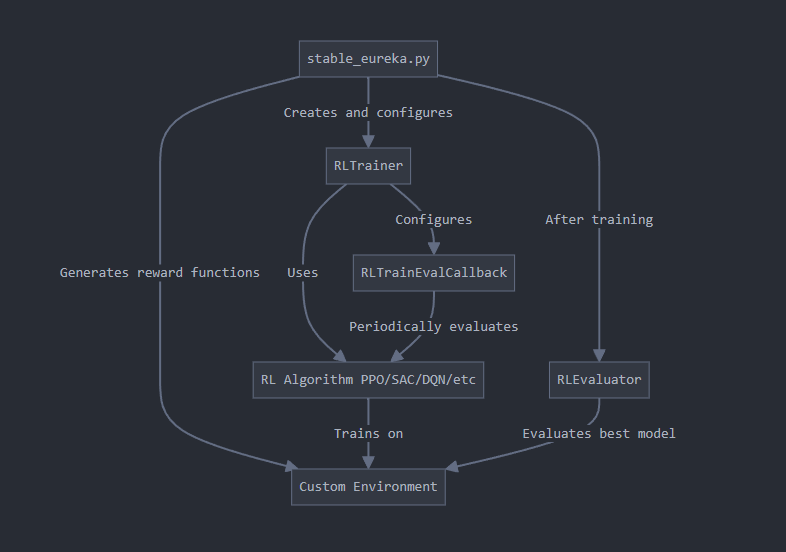 stable_eureka.py
Creates and configures
RLTrainer
Configures
After training
Generates reward functions
Uses
RLTrainEvalCallback
Periodically evaluates
RL Algorithm PPO/SAC/DQN/etc
RLEvaluator
Trains on
Evaluates best model
Custom Environment